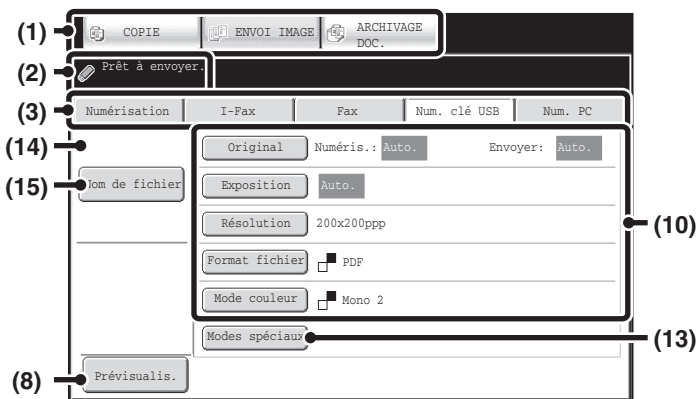 (1) COPIE ENVOI IMAGE ARCHIVAGE
DOC.
(2) Prêt à envoyer.
(3) Numérisation I-Fax Fax Num. clé USB Num. PC
(14) Original Numéris.: Auto. Envoyer: Auto.
(15) Nom de fichier Exposition Auto.
Résolution 200x200ppp (10)
Format fichier PDF
Mode couleur Mono 2
Modes spéciaux (13)
(8) Prévisualis.